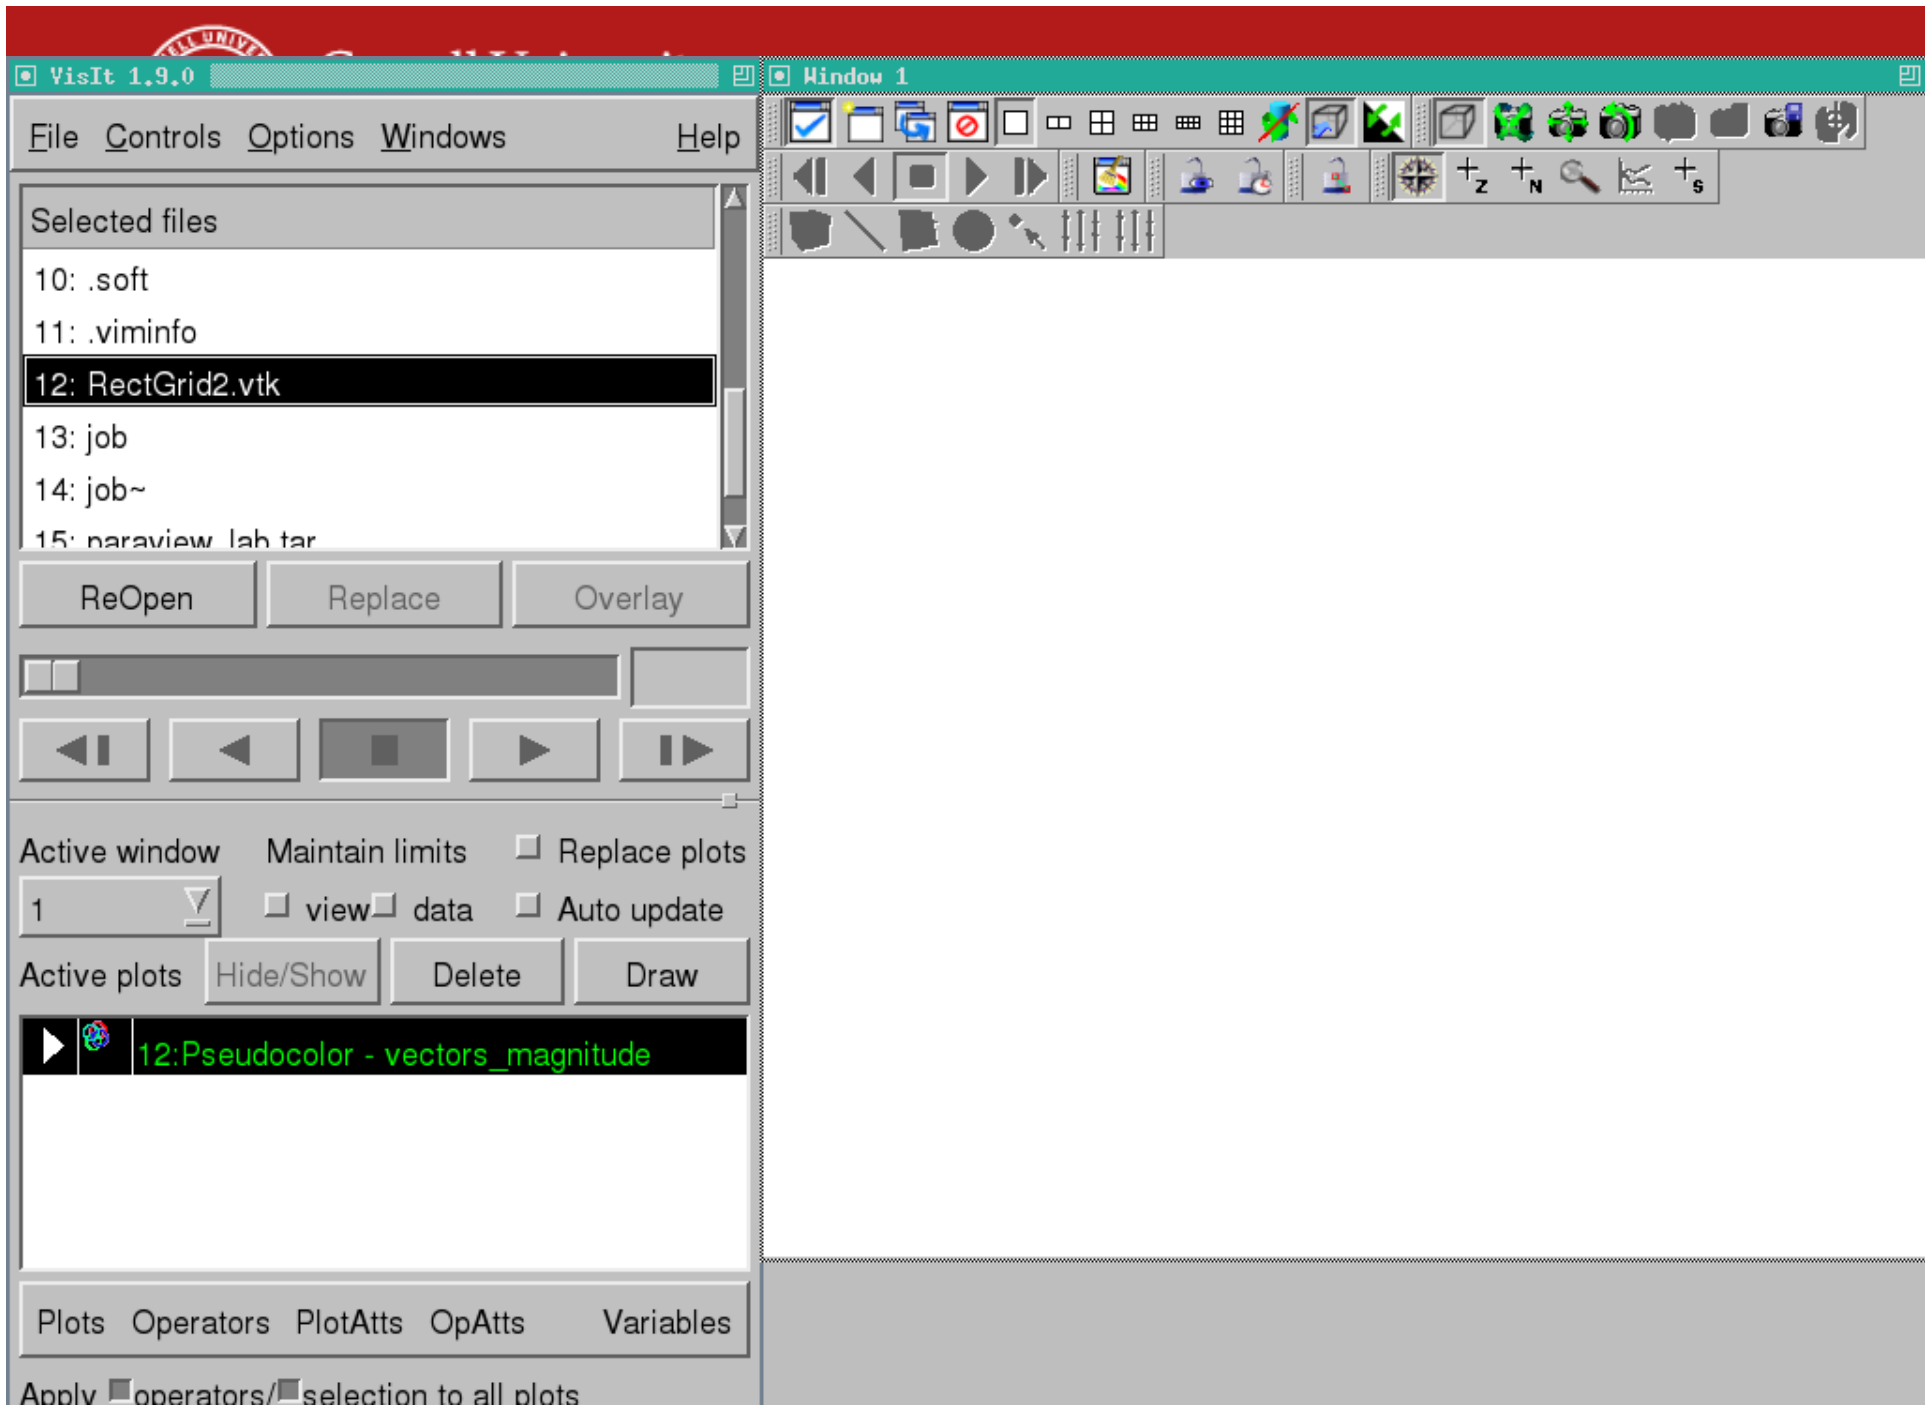 VisIt 1.9.0
Window 1
File Controls Options Windows Help
Selected files
10: .soft
11: .viminfo
12: RectGrid2.vtk
13: job
14: job~
15: paraview_lab.tar
ReOpen Replace Overlay
Active window Maintain limits Replace plots
1 view data Auto update
Active plots Hide/Show Delete Draw
12:Pseudocolor - vectors_magnitude
Plots Operators PlotAtts OpAtts Variables
Apply operators/ selection to all plots